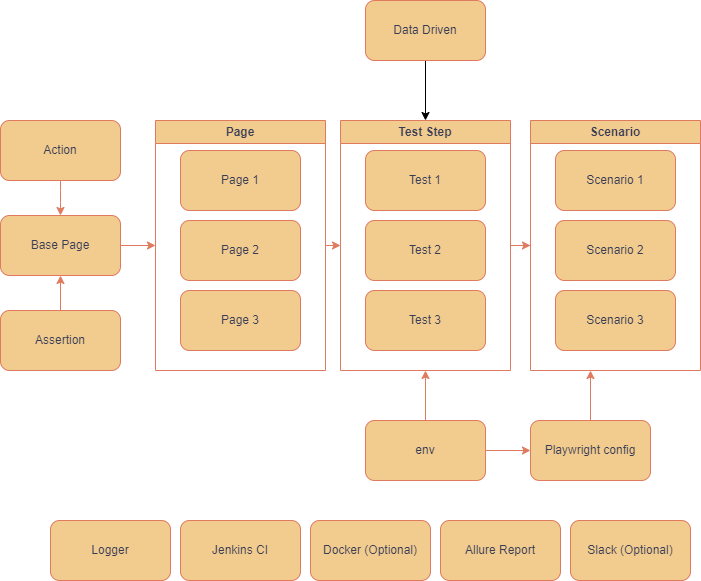 Data Driven
Action
Base Page
Assertion
Page
Page 1
Page 2
Page 3
Test Step
Test 1
Test 2
Test 3
Scenario
Scenario 1
Scenario 2
Scenario 3
env
Playwright config
Logger
Jenkins CI
Docker (Optional)
Allure Report
Slack (Optional)